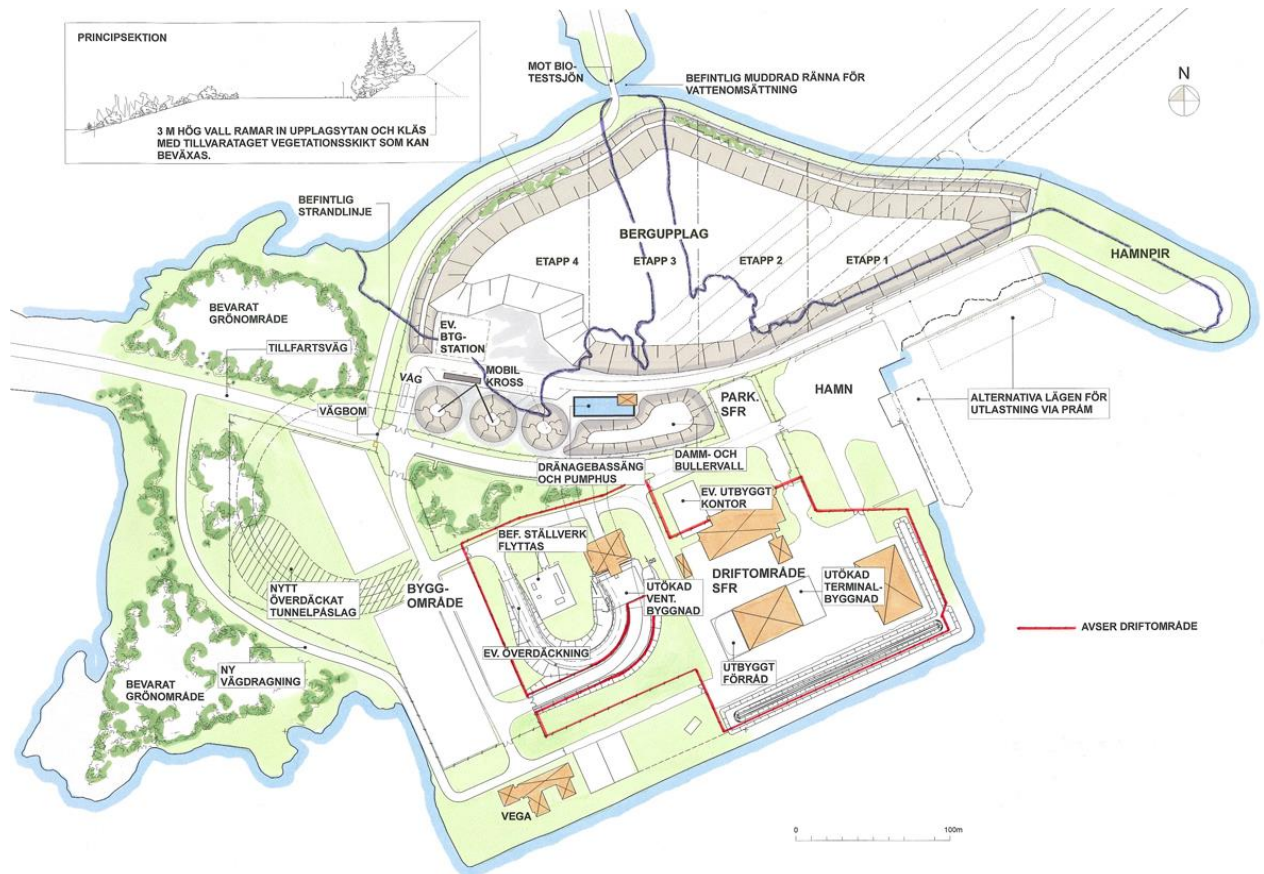 PRINCIPSEKTION
3 M HÖG VALL RAMAR IN UPPLAGSYTAN OCH KLÄS
MED TILLVARATAGET VEGETATIONSSKIKT SOM KAN
BEVÄXAS.
MOT BIO-
TESTSJÖN
BEFINTLIG MUDDRAD RÄNNA FÖR
VATTENOMSÄTTNING
N
BEFINTLIG
STRANDLINJE
BERGUPPLAG
ETAPP 4
ETAPP 3
ETAPP 2
ETAPP 1
HAMNPIR
BEVARAT
GRÖNOMRÅDE
TILLFARTSVÄG
EV.
BTG-
STATION
MOBIL
KROSS
VÅG
VÄGBOM
PARK.
SFR
HAMN
ALTERNATIVA LÄGEN FÖR
UTLASTNING VIA PRÅM
DRÄNAGEBASSÄNG
OCH PUMPHUS
DAMM- OCH
BULLERVALL
EV. UTBYGGT
KONTOR
BEF. STÄLLVERK
FLYTTAS
NYTT
ÖVERDÄCKAT
TUNNELPÅSLAG
BYGG-
OMRÅDE
UTÖKAD
VENT.
BYGGNAD
DRIFTOMRÅDE
SFR
UTÖKAD
TERMINAL-
BYGGNAD
AVSER DRIFTOMRÅDE
EV. ÖVERDÄCKNING
UTBYGGT
FÖRRÅD
BEVARAT
GRÖNOMRÅDE
NY
VÄGDRAGNING
VEGA
0 100m